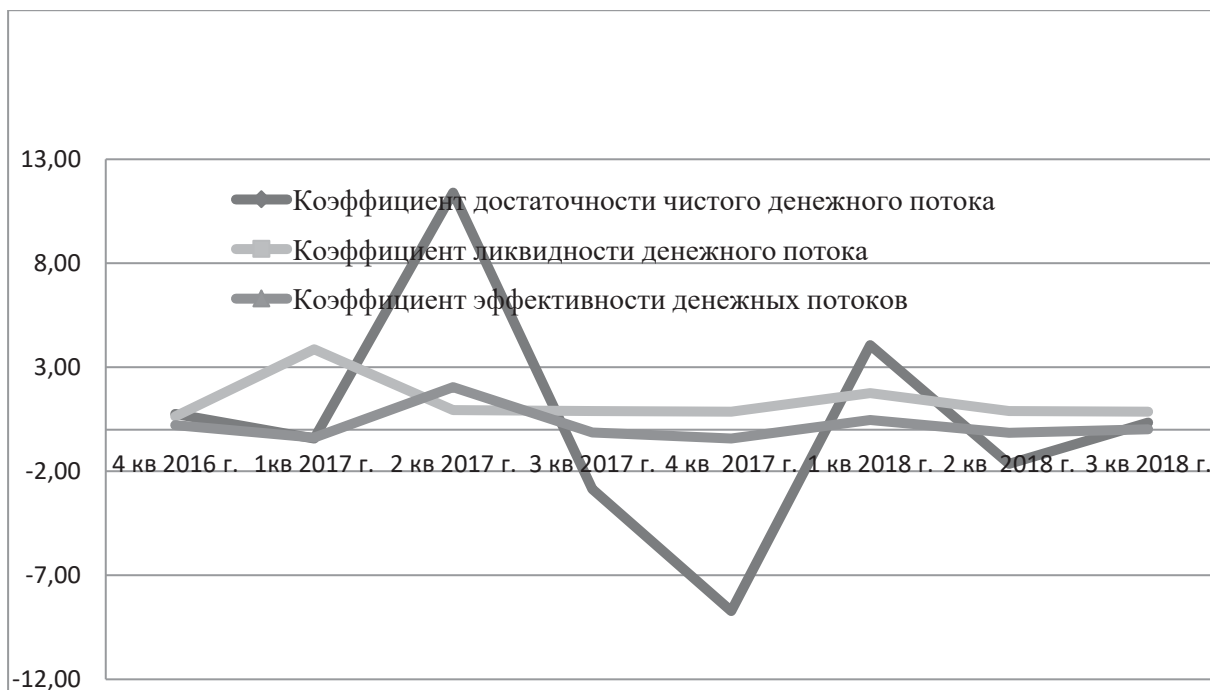 13,00
Коэффициент достаточности чистого денежного потока
Коэффициент ликвидности денежного потока
8,00
Коэффициент эффективности денежных потоков
3,00
4 кв 2016 г. 1кв 2017 г. 2 кв 2017 г. 3 кв 2017 г. 4 кв 2017 г. 1 кв 2018 г. 2 кв 2018 г. 3 кв 2018 г.
-2,00
-7,00
-12,00